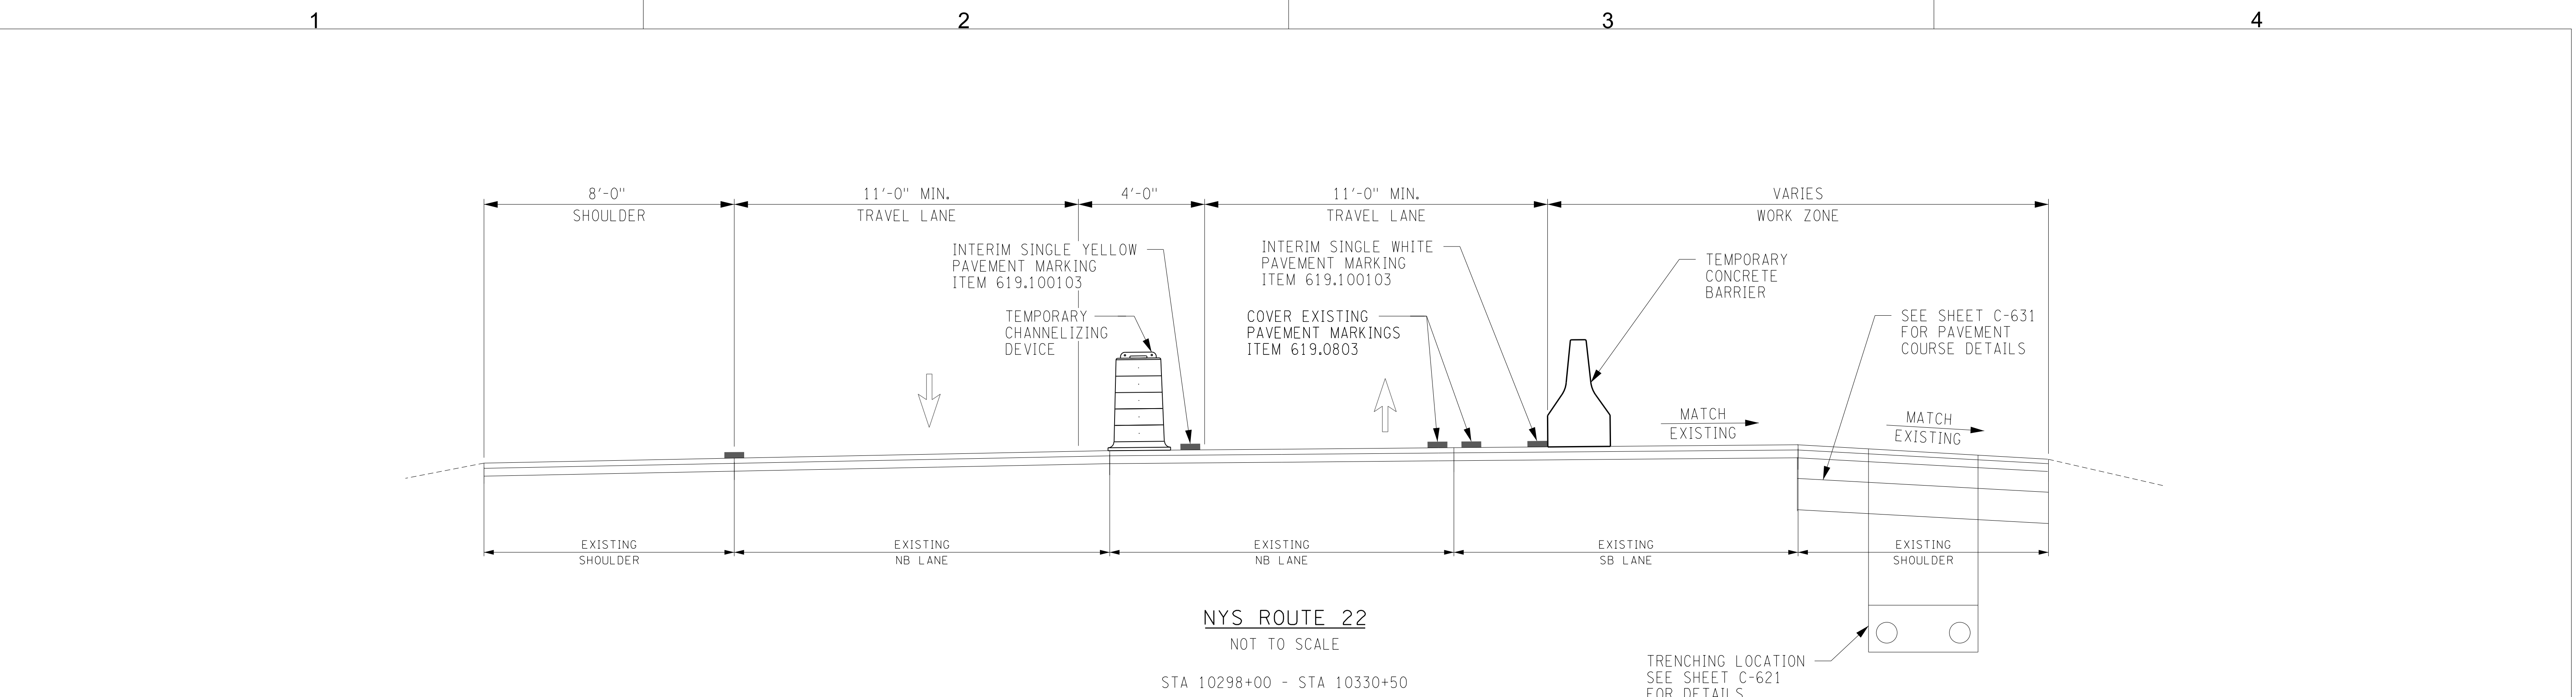 1 2 3 4
8'-0" 11'-0" MIN. 4'-0" 11'-0" MIN. VARIES
SHOULDER TRAVEL LANE TRAVEL LANE WORK ZONE
INTERIM SINGLE YELLOW
PAVEMENT MARKING
ITEM 619.100103
TEMPORARY
CHANNELIZING
DEVICE
INTERIM SINGLE WHITE
PAVEMENT MARKING
ITEM 619.100103
COVER EXISTING
PAVEMENT MARKINGS
ITEM 619.0803
TEMPORARY
CONCRETE
BARRIER
SEE SHEET C-631
FOR PAVEMENT
COURSE DETAILS
MATCH
EXISTING
MATCH
EXISTING
EXISTING EXISTING EXISTING EXISTING EXISTING
SHOULDER NB LANE NB LANE SB LANE SHOULDER
NYS ROUTE 22
NOT TO SCALE
STA 10298+00 - STA 10330+50
TRENCHING LOCATION
SEE SHEET C-621
FOR DETAILS